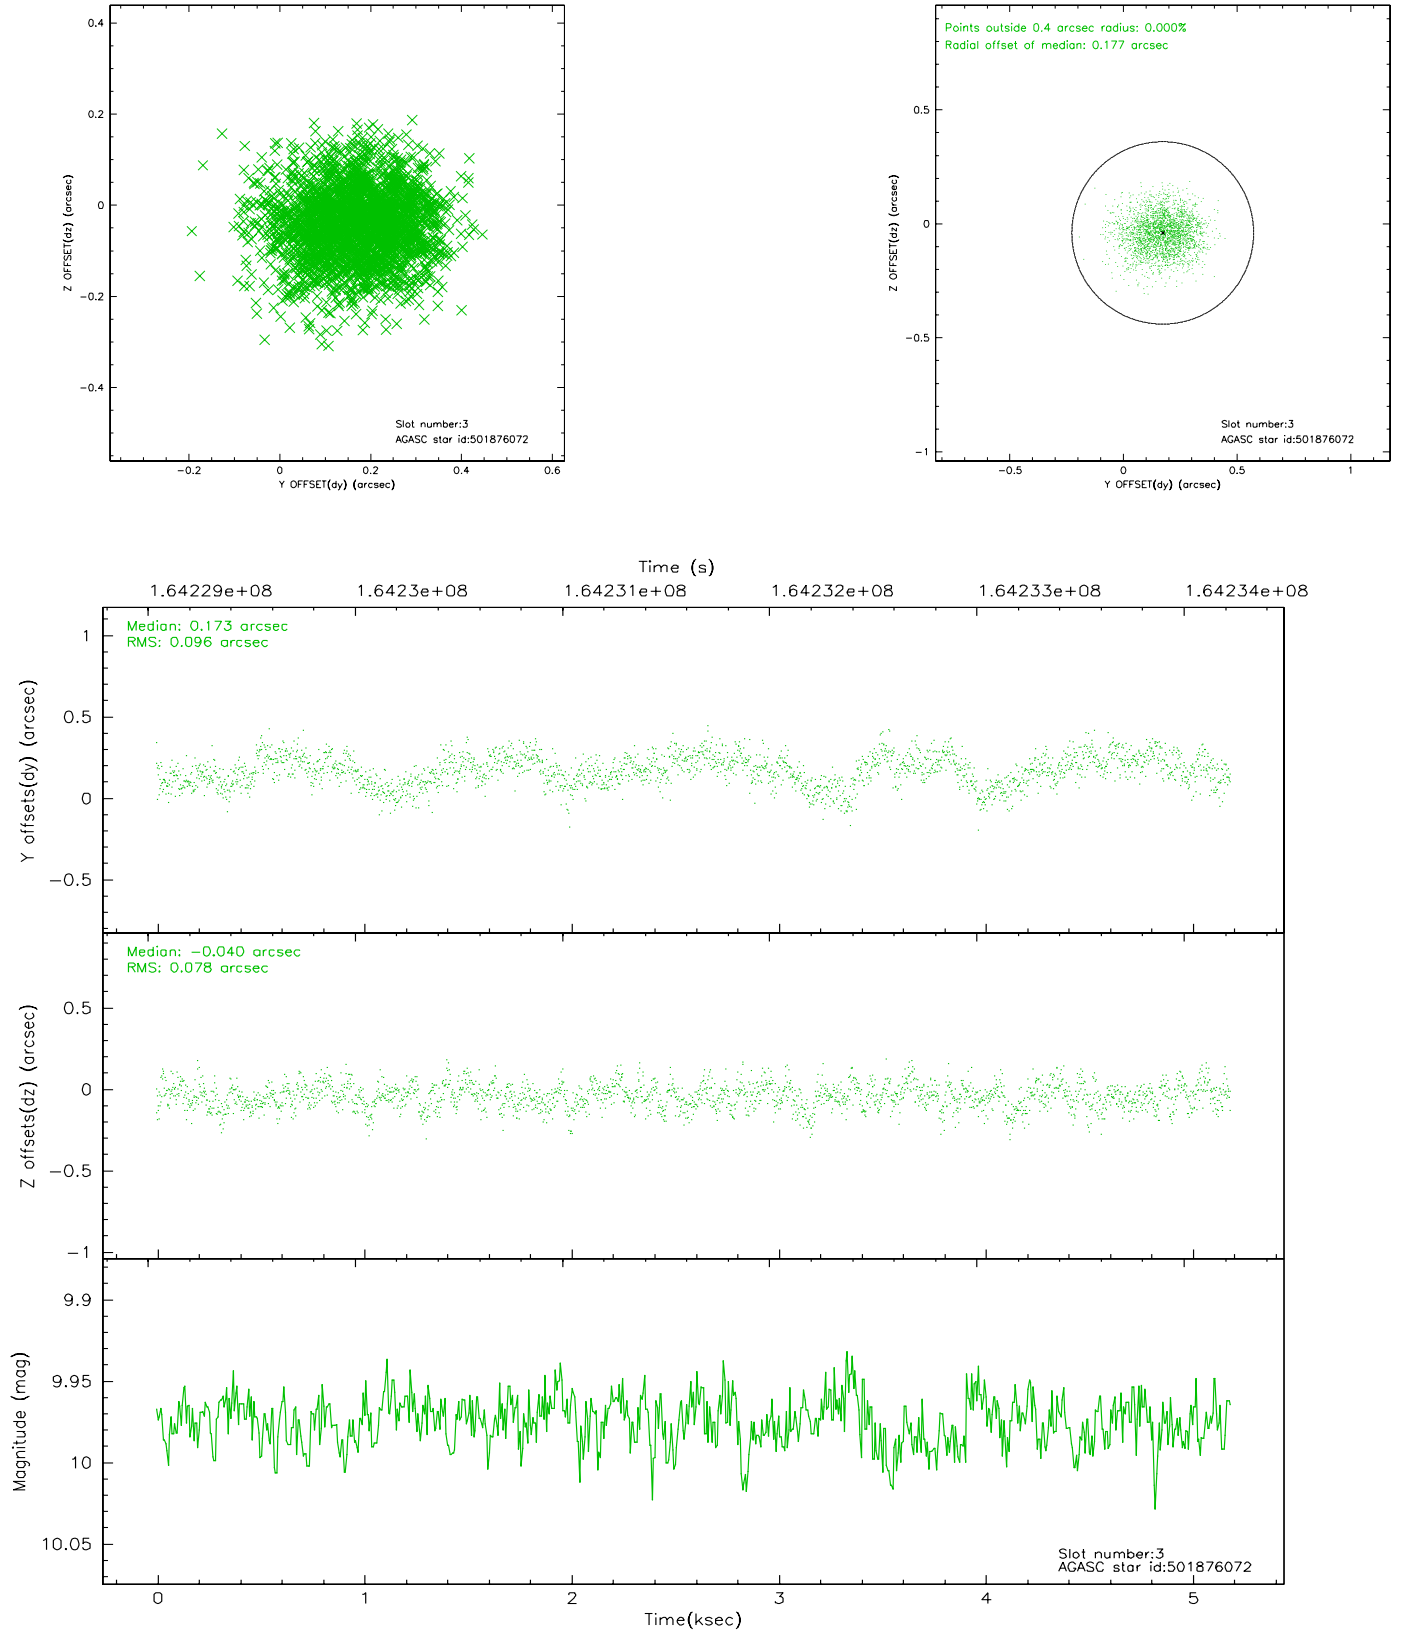 0.4
0.2
0
−0.2
−0.4
Z OFFSET(dz) (arcsec)
−0.2
0
0.2
0.4
0.6
Y OFFSET(dy) (arcsec)
Slot number:3
AGASC star id:501876072
Points outside 0.4 arcsec radius: 0.000%
Radial offset of median: 0.177 arcsec
0.5
0
−0.5
−1
Z OFFSET(dz) (arcsec)
−0.5
0
0.5
1
Y OFFSET(dy) (arcsec)
Slot number:3
AGASC star id:501876072
Time (s)
1.64229e+08
1.6423e+08
1.64231e+08
1.64232e+08
1.64233e+08
1.64234e+08
Median: 0.173 arcsec
RMS: 0.096 arcsec
1
0.5
0
−0.5
Y offsets(dy) (arcsec)
Median: −0.040 arcsec
RMS: 0.078 arcsec
0.5
0
−0.5
−1
Z offsets(dz) (arcsec)
9.9
9.95
10
10.05
Magnitude (mag)
Slot number:3
AGASC star id:501876072
0
1
2
3
4
5
Time(ksec)